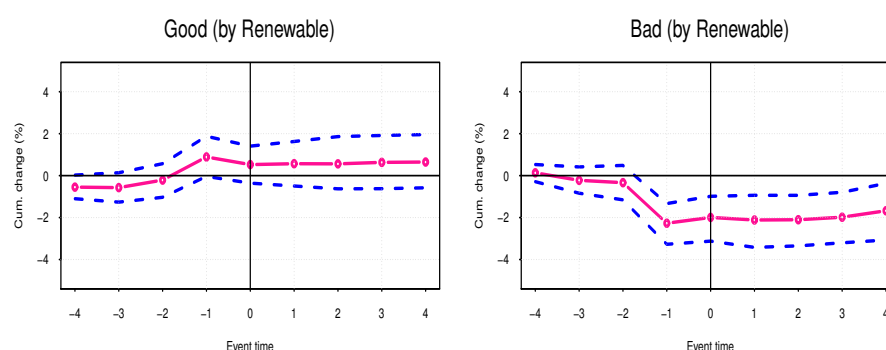 Good (by Renewable)
Cum. change (%)
4
2
0
−2
−4
−4 −3 −2 −1 0 1 2 3 4
Event time
Bad (by Renewable)
Cum. change (%)
4
2
0
−2
−4
−4 −3 −2 −1 0 1 2 3 4
Event time